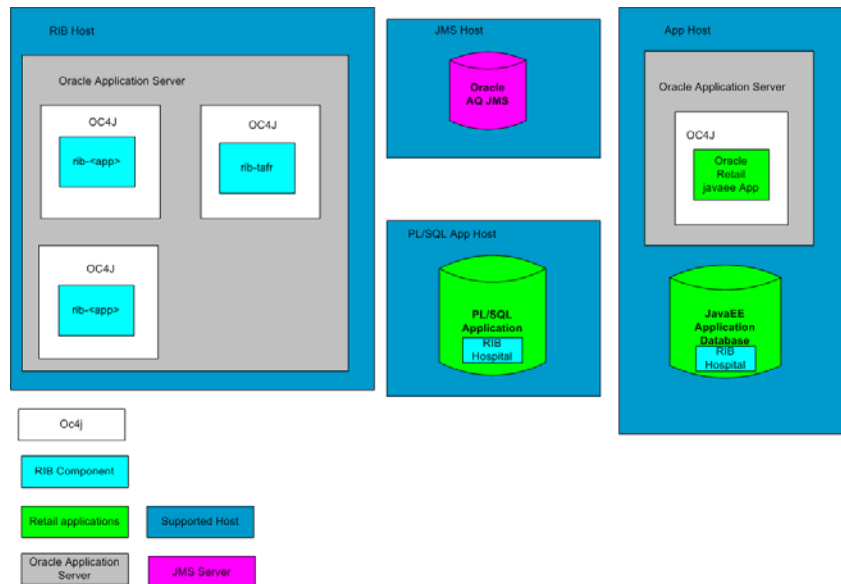 RIB Host
Oracle Application Server
OC4J
rib-<app>
OC4J
rib-tafr
OC4J
rib-<app>
JMS Host
Oracle
AQ JMS
PL/SQL App Host
PL/SQL
Application
RIB
Hospital
App Host
Oracle Application Server
OC4J
Oracle
Retail
javaee App
JavaEE
Application
Database
RIB
Hospital
Oc4j
RIB Component
Retail applications
Supported Host
Oracle Application
Server
JMS Server